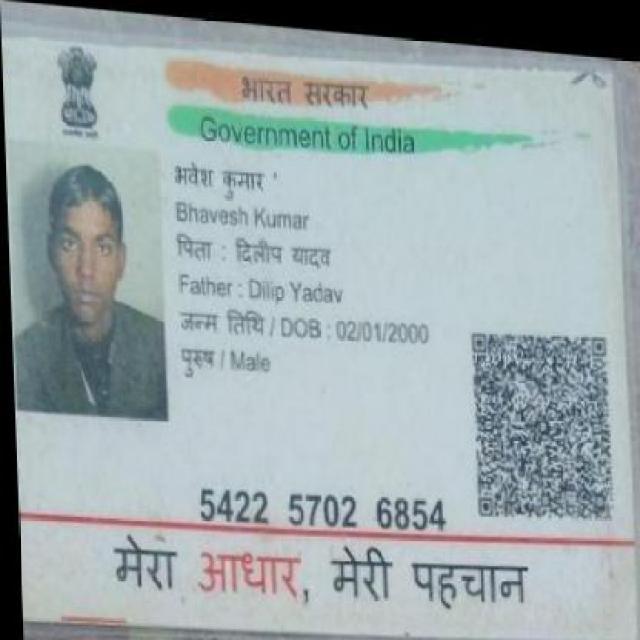 भारत सरकार
Government of India
भवेश कुमार
Bhavesh Kumar
पिता : दिलीप यादव
Father : Dilip Yadav
जन्म तिथि / DOB : 02/01/2000
पुरुष / Male
5422 5702 6854
मेरा आधार, मेरी पहचान